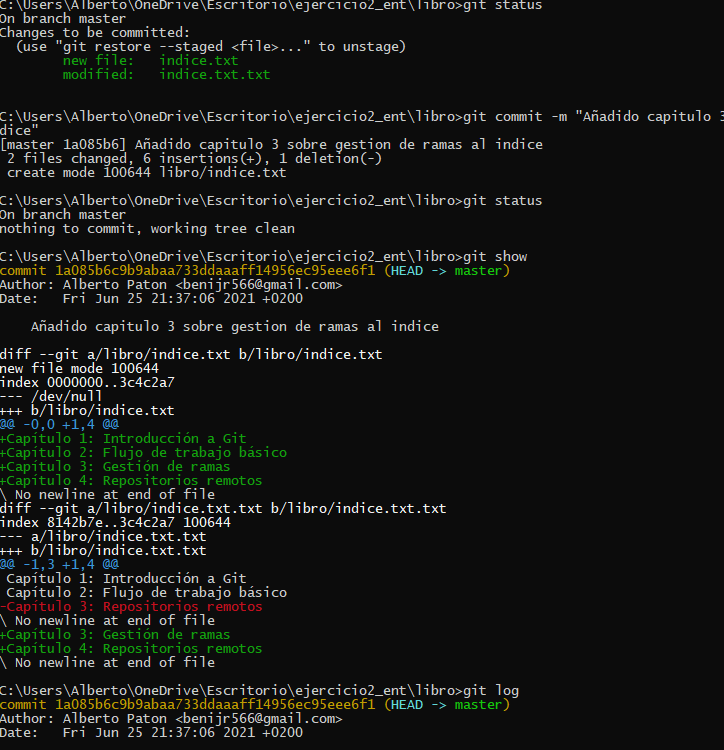 C:\Users\Alberto\OneDrive\Escritorio\ejercicio2_ent\libro>git status
On branch master
Changes to be committed:
  (use "git restore --staged <file>..." to unstage)
        new file:   indice.txt
        modified:   indice.txt.txt
C:\Users\Alberto\OneDrive\Escritorio\ejercicio2_ent\libro>git commit -m "Añadido capitulo 3
dice"
[master 1a085b6] Añadido capitulo 3 sobre gestion de ramas al indice
 2 files changed, 6 insertions(+), 1 deletion(-)
 create mode 100644 libro/indice.txt
C:\Users\Alberto\OneDrive\Escritorio\ejercicio2_ent\libro>git status
On branch master
nothing to commit, working tree clean
C:\Users\Alberto\OneDrive\Escritorio\ejercicio2_ent\libro>git show
commit 1a085b6c9b9abaa733ddaaaff14956ec95eee6f1 (HEAD -> master)
Author: Alberto Paton <benijr566@gmail.com>
Date:   Fri Jun 25 21:37:06 2021 +0200
    Añadido capitulo 3 sobre gestion de ramas al indice
diff --git a/libro/indice.txt b/libro/indice.txt
new file mode 100644
index 0000000..3c4c2a7
--- /dev/null
+++ b/libro/indice.txt
@@ -0,0 +1,4 @@
+Capítulo 1: Introducción a Git
+Capítulo 2: Flujo de trabajo básico
+Capítulo 3: Gestión de ramas
+Capítulo 4: Repositorios remotos
\ No newline at end of file
diff --git a/libro/indice.txt.txt b/libro/indice.txt.txt
index 8142b7e..3c4c2a7 100644
--- a/libro/indice.txt.txt
+++ b/libro/indice.txt.txt
@@ -1,3 +1,4 @@
 Capítulo 1: Introducción a Git
 Capítulo 2: Flujo de trabajo básico
-Capítulo 3: Repositorios remotos
\ No newline at end of file
+Capítulo 3: Gestión de ramas
+Capítulo 4: Repositorios remotos
\ No newline at end of file
C:\Users\Alberto\OneDrive\Escritorio\ejercicio2_ent\libro>git log
commit 1a085b6c9b9abaa733ddaaaff14956ec95eee6f1 (HEAD -> master)
Author: Alberto Paton <benijr566@gmail.com>
Date:   Fri Jun 25 21:37:06 2021 +0200